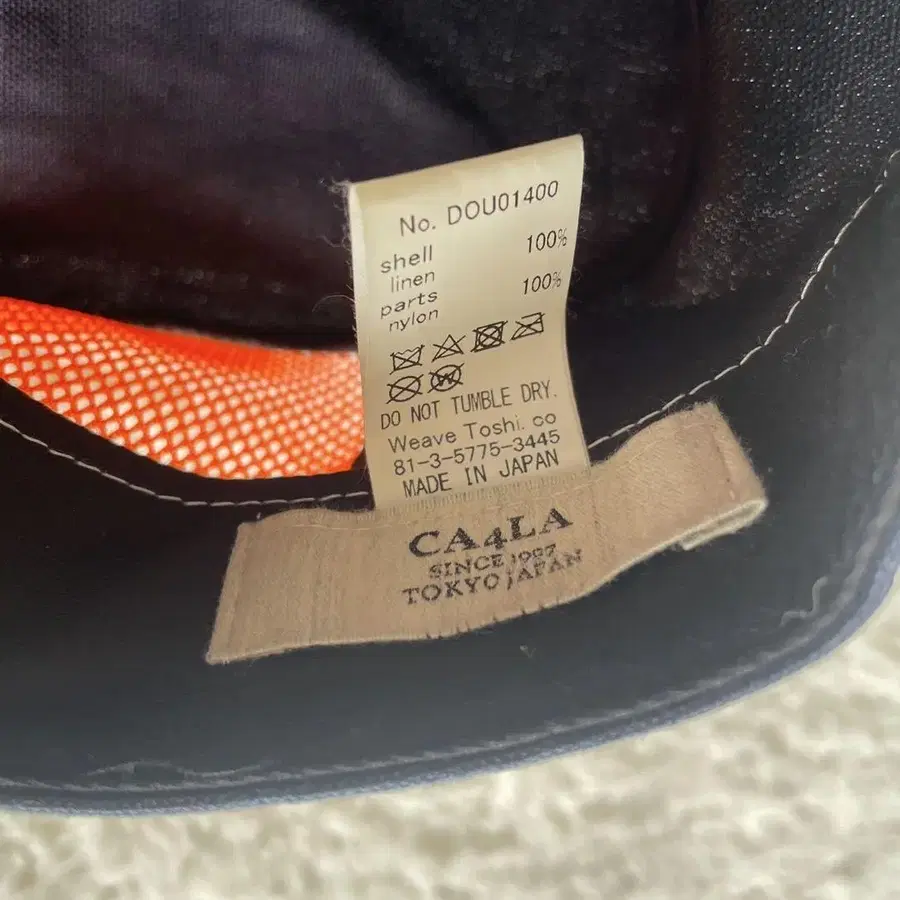 No. DOU01400
shell 100%
linen
parts 100%
nylon
DO NOT TUMBLE DRY.
Weave Toshi. co
81-3-5775-3445
MADE IN JAPAN
CA4LA
SINCE 1997
TOKYO JAPAN